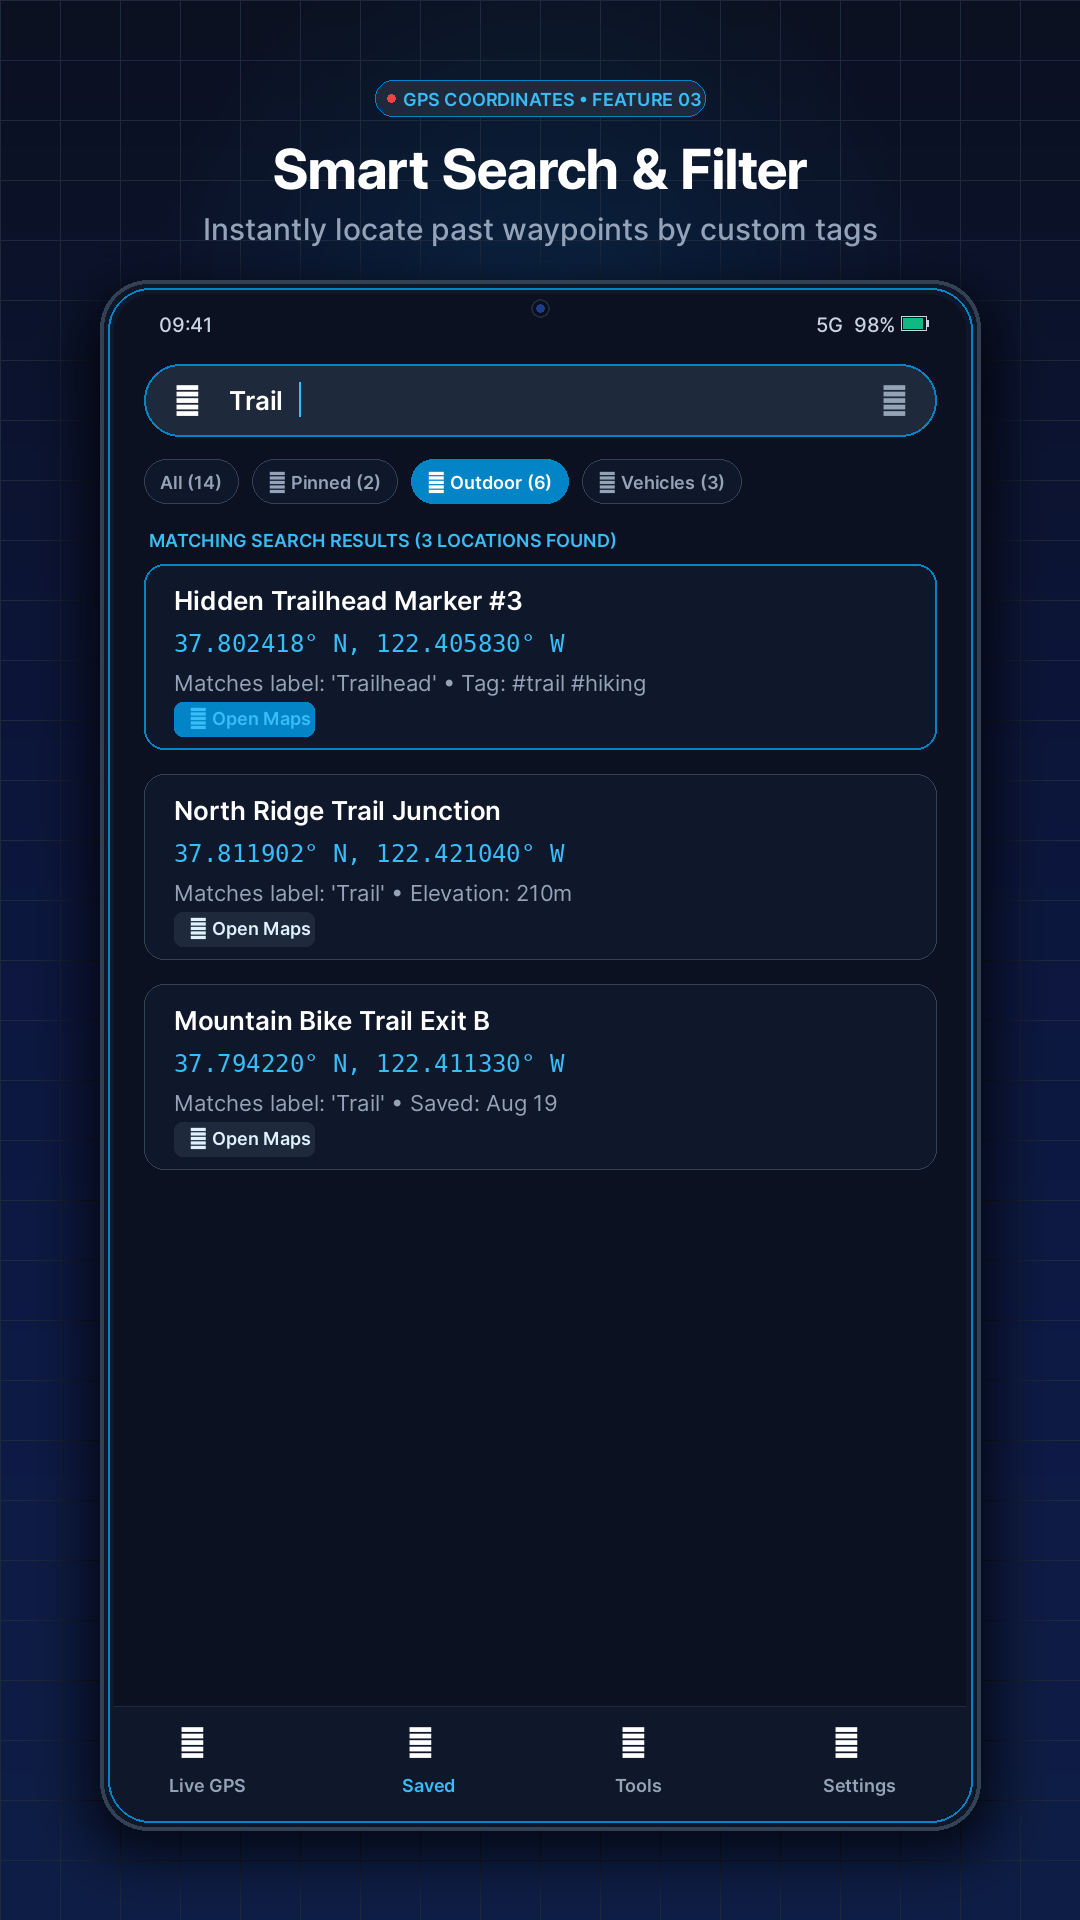 GPS COORDINATES • FEATURE 03
Smart Search & Filter
Instantly locate past waypoints by custom tags
09:41 5G 98%
Trail
All (14) Pinned (2) Outdoor (6) Vehicles (3)
MATCHING SEARCH RESULTS (3 LOCATIONS FOUND)
Hidden Trailhead Marker #3
37.802418° N, 122.405830° W
Matches label: 'Trailhead' • Tag: #trail #hiking
Open Maps
North Ridge Trail Junction
37.811902° N, 122.421040° W
Matches label: 'Trail' • Elevation: 210m
Open Maps
Mountain Bike Trail Exit B
37.794220° N, 122.411330° W
Matches label: 'Trail' • Saved: Aug 19
Open Maps
Live GPS Saved Tools Settings